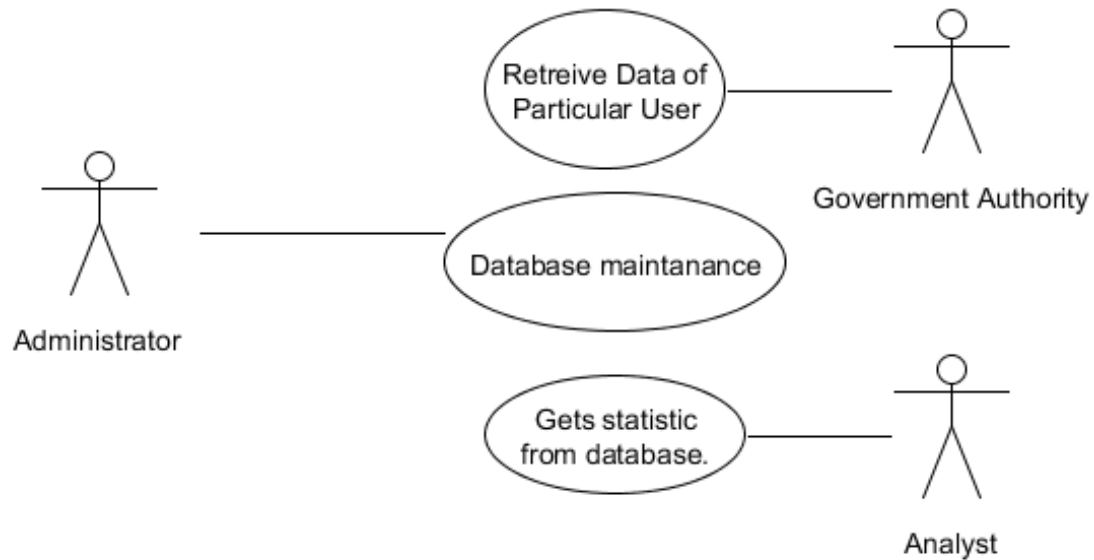 Retreive Data of
Particular User
Government Authority
Database maintanance
Administrator
Gets statistic
from database.
Analyst